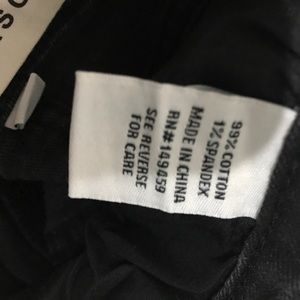 99% COTTON
1% SPANDEX
MADE IN CHINA
RN#149459
SEE REVERSE
FOR CARE